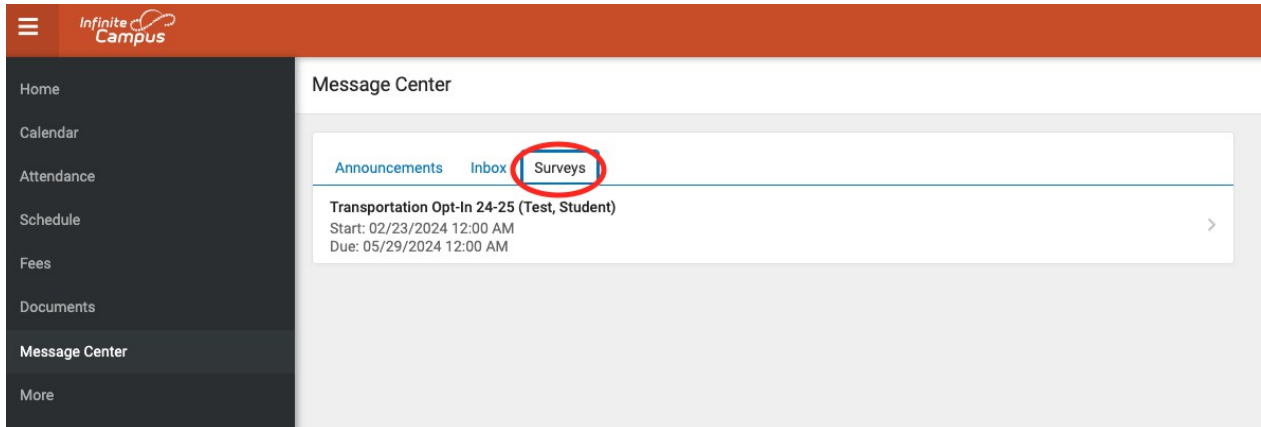 Infinite
Campus
Home
Calendar
Attendance
Schedule
Fees
Documents
Message Center
More
Message Center
Announcements Inbox Surveys
Transportation Opt-In 24-25 (Test, Student)
Start: 02/23/2024 12:00 AM
Due: 05/29/2024 12:00 AM